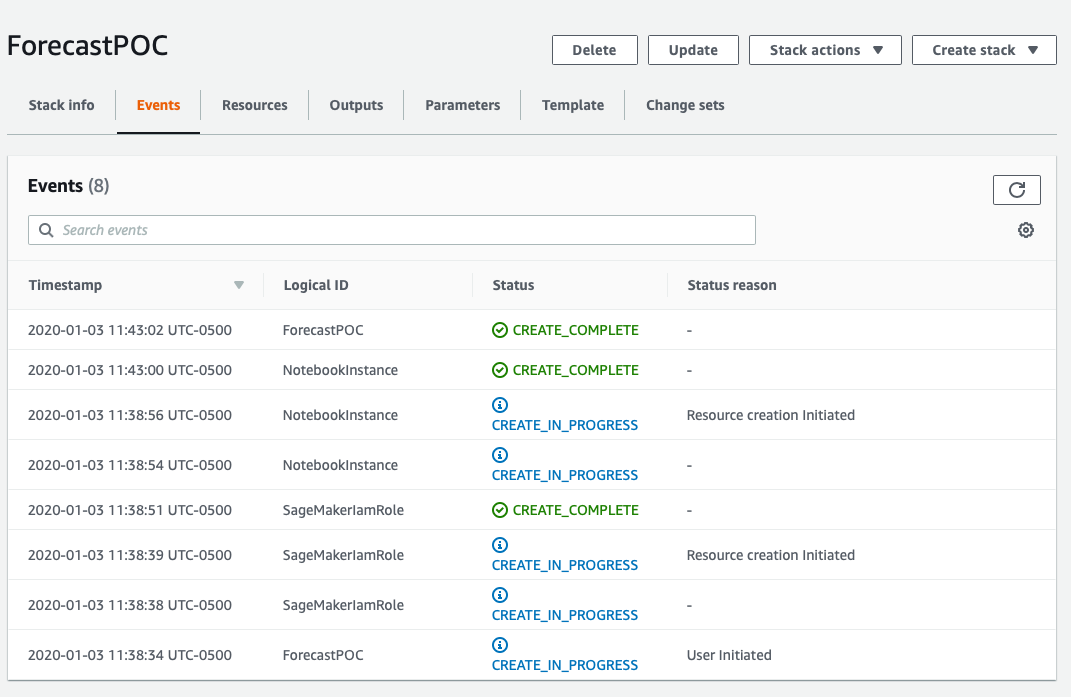 ForecastPOC
Delete Update Stack actions Create stack
Stack info Events Resources Outputs Parameters Template Change sets
Events (8)
Search events
Timestamp Logical ID Status Status reason
2020-01-03 11:43:02 UTC-0500 ForecastPOC CREATE_COMPLETE -
2020-01-03 11:43:00 UTC-0500 NotebookInstance CREATE_COMPLETE -
2020-01-03 11:38:56 UTC-0500 NotebookInstance CREATE_IN_PROGRESS Resource creation Initiated
2020-01-03 11:38:54 UTC-0500 NotebookInstance CREATE_IN_PROGRESS -
2020-01-03 11:38:51 UTC-0500 SageMakerIamRole CREATE_COMPLETE -
2020-01-03 11:38:39 UTC-0500 SageMakerIamRole CREATE_IN_PROGRESS Resource creation Initiated
2020-01-03 11:38:38 UTC-0500 SageMakerIamRole CREATE_IN_PROGRESS -
2020-01-03 11:38:34 UTC-0500 ForecastPOC CREATE_IN_PROGRESS User Initiated